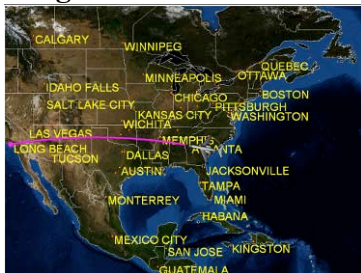 CALGARY
WINNIPEG
QUEBEC
OTTAWA
MINNEAPOLIS
IDAHO FALLS
BOSTON
CHICAGO
SALT LAKE CITY
PITTSBURGH
KANSAS CITY
WASHINGTON
WICHITA
LAS VEGAS
MEMPHIS
LONG BEACH
DALLAS
TUCSON
AUSTIN
JACKSONVILLE
TAMPA
MONTERREY
MIAMI
HABANA
MEXICO CITY
KINGSTON
SAN JOSE
GUATEMALA